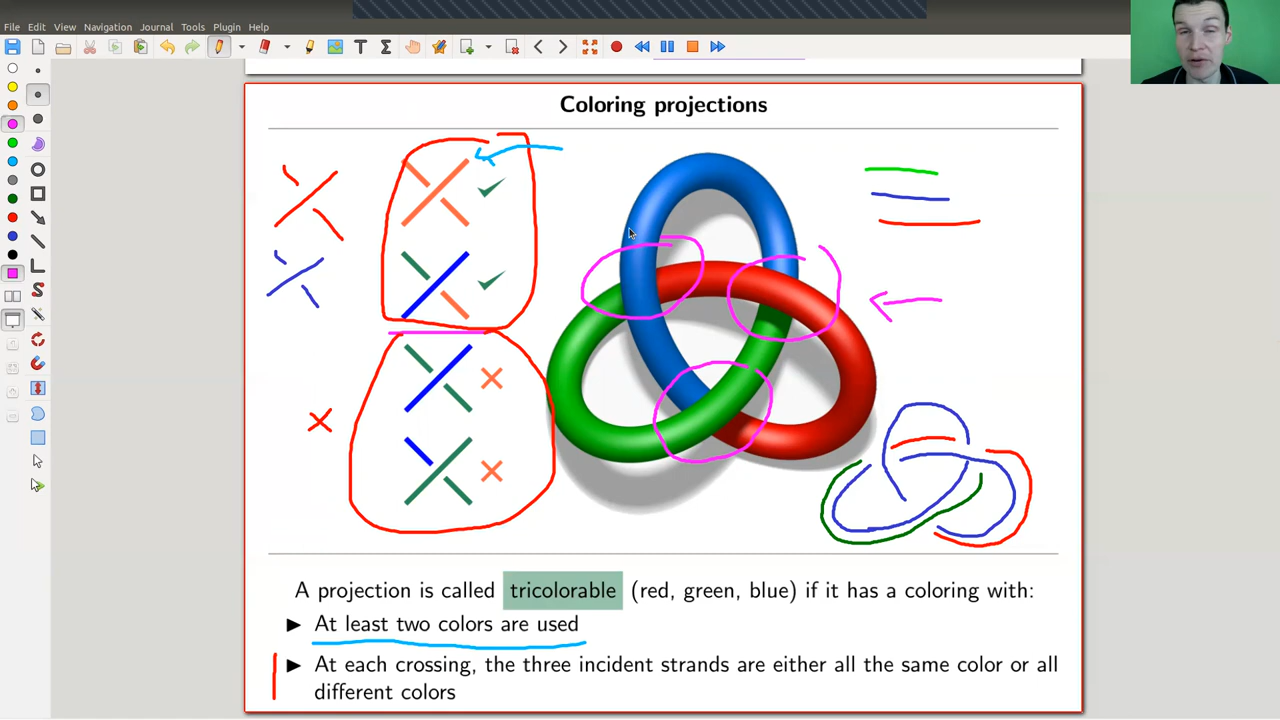 File Edit View Navigation Journal Tools Plugin Help
Coloring projections
A projection is called tricolorable (red, green, blue) if it has a coloring with:
► At least two colors are used
► At each crossing, the three incident strands are either all the same color or all
different colors